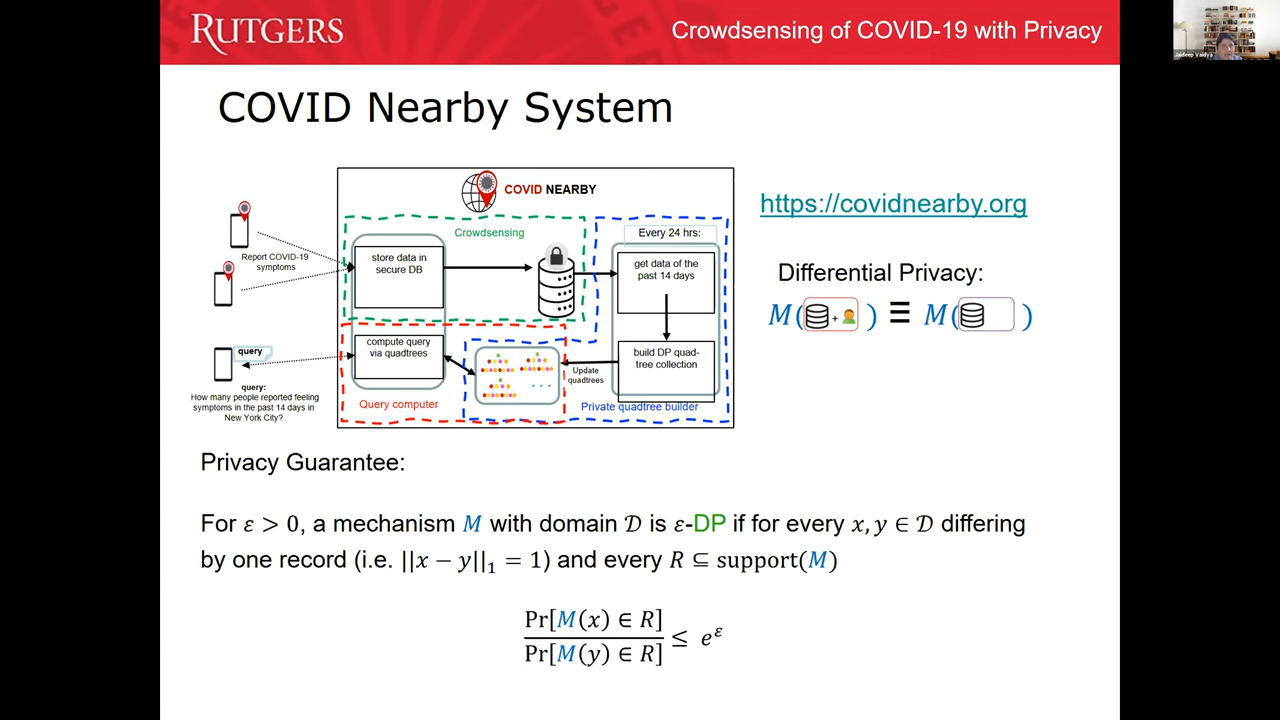 RUTGERS
Crowdsensing of COVID-19 with Privacy
Jaideep Vaidya
COVID Nearby System
COVID NEARBY
https://covidnearby.org
Crowdsensing
Every 24 hrs:
Report COVID-19
symptoms
store data in
secure DB
get data of the
past 14 days
Differential Privacy:
M( + ) ≡ M( )
query
compute query
via quadtrees
build DP quad-
tree collection
Update
quadtrees
query:
How many people reported feeling
symptoms in the past 14 days in
New York City?
Query computer
Private quadtree builder
Privacy Guarantee:
For ε > 0, a mechanism M with domain 𝒟 is ε-DP if for every x, y ∈ 𝒟 differing
by one record (i.e. ||x − y||₁ = 1) and every R ⊆ support(M)
Pr[M(x) ∈ R]
Pr[M(y) ∈ R]
≤ e^ε